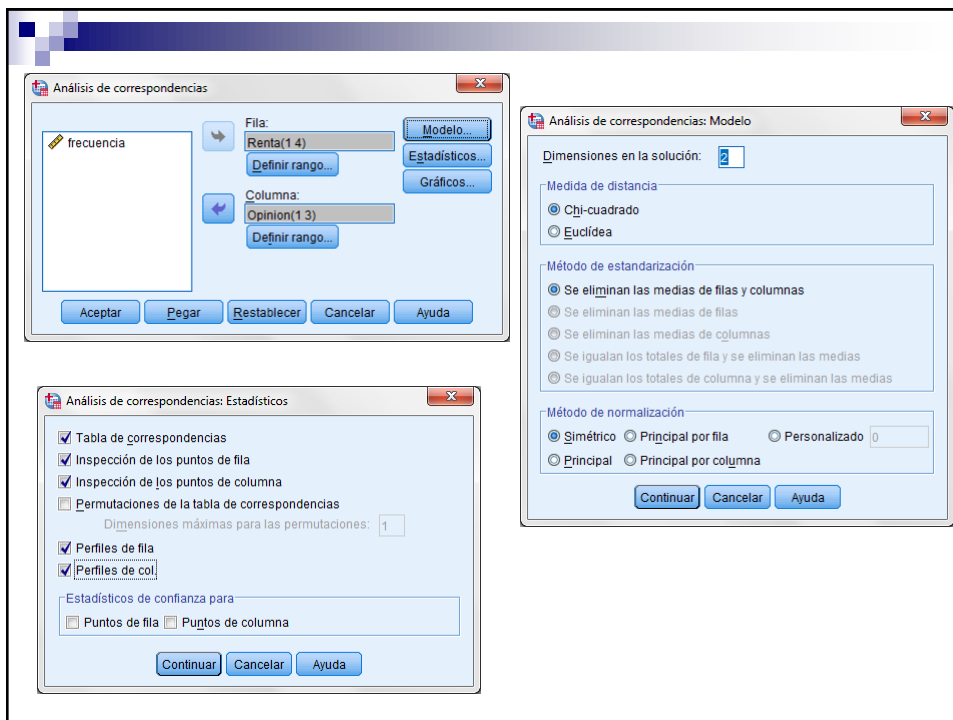 Análisis de correspondencias
frecuencia
Fila:
Renta(1 4)
Definir rango...
Columna:
Opinion(1 3)
Definir rango...
Modelo...
Estadísticos...
Gráficos...
Aceptar Pegar Restablecer Cancelar Ayuda
Análisis de correspondencias: Modelo
Dimensiones en la solución: 2
Medida de distancia
Chi-cuadrado
Euclídea
Método de estandarización
Se eliminan las medias de filas y columnas
Se eliminan las medias de filas
Se eliminan las medias de columnas
Se igualan los totales de fila y se eliminan las medias
Se igualan los totales de columna y se eliminan las medias
Método de normalización
Simétrico Principal por fila Personalizado 0
Principal Principal por columna
Continuar Cancelar Ayuda
Análisis de correspondencias: Estadísticos
Tabla de correspondencias
Inspección de los puntos de fila
Inspección de los puntos de columna
Permutaciones de la tabla de correspondencias
Dimensiones máximas para las permutaciones: 1
Perfiles de fila
Perfiles de col.
Estadísticos de confianza para
Puntos de fila Puntos de columna
Continuar Cancelar Ayuda